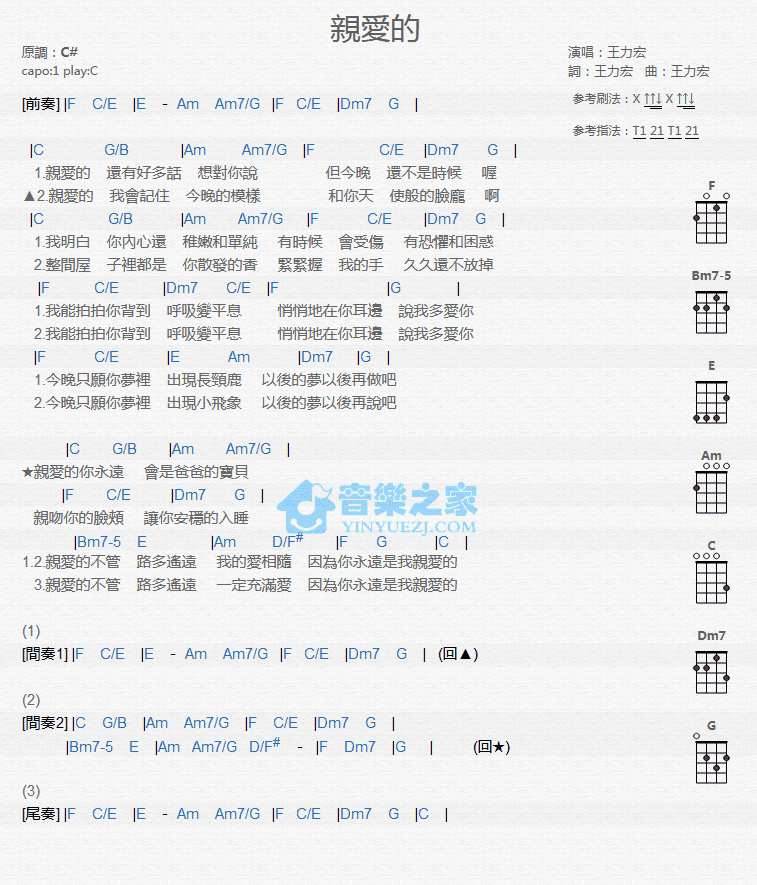 親愛的
原調：C#
capo:1 play:C
演唱：王力宏
詞：王力宏 曲：王力宏
參考刷法：X ↑↑↓ X ↑↑↓
參考指法：T1 21 T1 21
[前奏] |F C/E |E - Am Am7/G |F C/E |Dm7 G |
|C G/B |Am Am7/G |F C/E |Dm7 G |
1.親愛的 還有好多話 想對你說 但今晚 還不是時候 喔
▲2.親愛的 我會記住 今晚的模樣 和你天 使般的臉龐 啊
|C G/B |Am Am7/G |F C/E |Dm7 G |
1.我明白 你內心還 稚嫩和單純 有時候 會受傷 有恐懼和困惑
2.整間屋 子裡都是 你散發的香 緊緊握 我的手 久久還不放掉
|F C/E |Dm7 C/E |F |G |
1.我能拍拍你背到 呼吸變平息 悄悄地在你耳邊 說我多愛你
2.我能拍拍你背到 呼吸變平息 悄悄地在你耳邊 說我多愛你
|F C/E |E Am |Dm7 |G |
1.今晚只願你夢裡 出現長頸鹿 以後的夢以後再做吧
2.今晚只願你夢裡 出現小飛象 以後的夢以後再說吧
|C G/B |Am Am7/G |
★親愛的你永遠 會是爸爸的寶貝
|F C/E |Dm7 G |
親吻你的臉頰 讓你安穩的入睡
|Bm7-5 E |Am D/F# |F G |C |
1.2.親愛的不管 路多遙遠 我的愛相隨 因為你永遠是我親愛的
3.親愛的不管 路多遙遠 一定充滿愛 因為你永遠是我親愛的
(1)
[間奏1] |F C/E |E - Am Am7/G |F C/E |Dm7 G | (回▲)
(2)
[間奏2] |C G/B |Am Am7/G |F C/E |Dm7 G |
|Bm7-5 E |Am Am7/G D/F# - |F Dm7 |G | (回★)
(3)
[尾奏] |F C/E |E - Am Am7/G |F C/E |Dm7 G |C |
F
Bm7-5
E
Am
C
Dm7
G
音樂之家
YINYUEZJ.COM